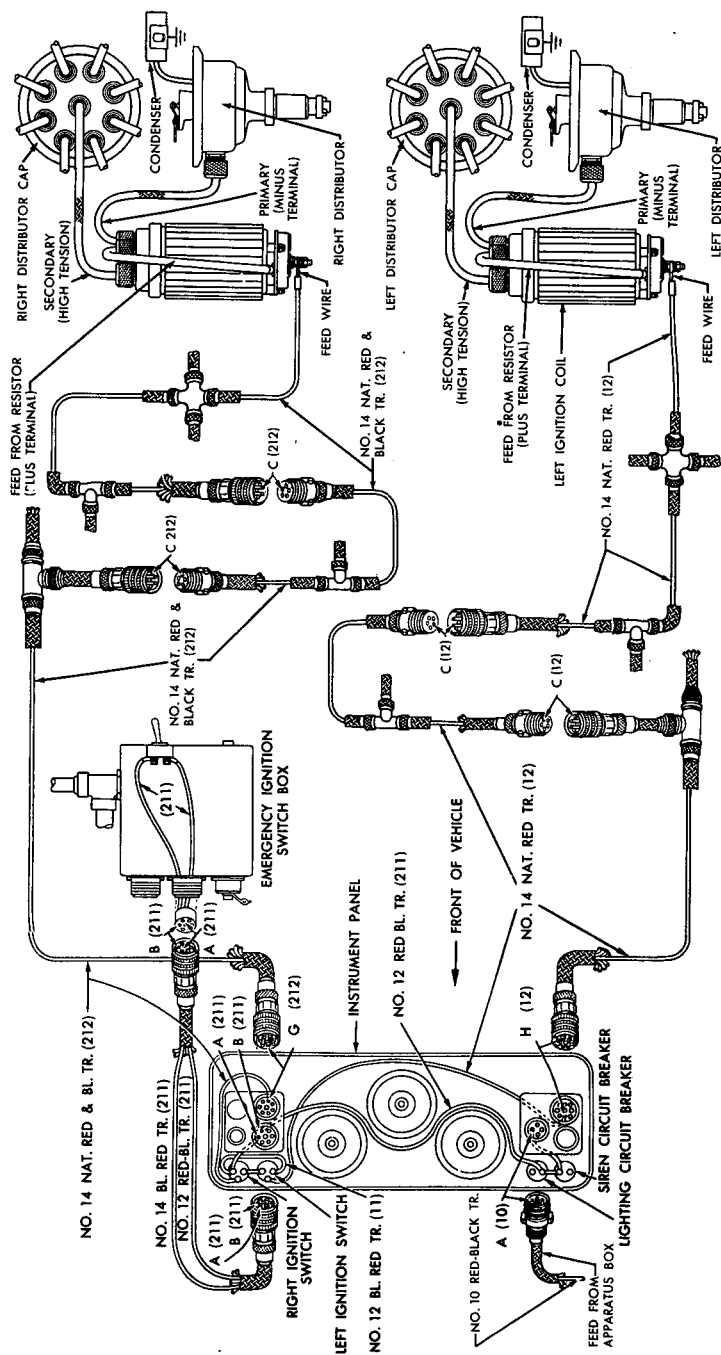 RIGHT DISTRIBUTOR CAP
SECONDARY
(HIGH TENSION)
CONDENSER
PRIMARY
(MINUS
TERMINAL)
RIGHT DISTRIBUTOR
FEED FROM RESISTOR
(PLUS TERMINAL)
FEED WIRE
NO. 14 NAT. RED &
BLACK TR. (212)
C (212)
C 212)
NO. 14 NAT. RED &
BLACK TR. (212)
(211)
EMERGENCY IGNITION
SWITCH BOX
B (211)
A (211)
NO. 14 NAT. RED & BL. TR. (212)
NO. 14 BL. RED TR. (211)
NO. 12 RED-BL. TR. (211)
A (211)
B (211)
G (212)
INSTRUMENT PANEL
A (211)
B (211)
RIGHT IGNITION
SWITCH
LEFT IGNITION SWITCH
NO. 12 BL. RED TR. (11)
FRONT OF VEHICLE
NO. 12 RED BL. TR. (211)
NO. 14 NAT. RED TR. (12)
H (12)
SIREN CIRCUIT BREAKER
LIGHTING CIRCUIT BREAKER
A (10)
NO. 10 RED-BLACK TR.
FEED FROM
APPARATUS BOX
LEFT DISTRIBUTOR CAP
SECONDARY
(HIGH TENSION)
CONDENSER
PRIMARY
(MINUS
TERMINAL)
LEFT DISTRIBUTOR
FEED FROM RESISTOR
(PLUS TERMINAL)
LEFT IGNITION COIL
FEED WIRE
NO. 14 NAT. RED TR. (12)
C (12)
C (12)